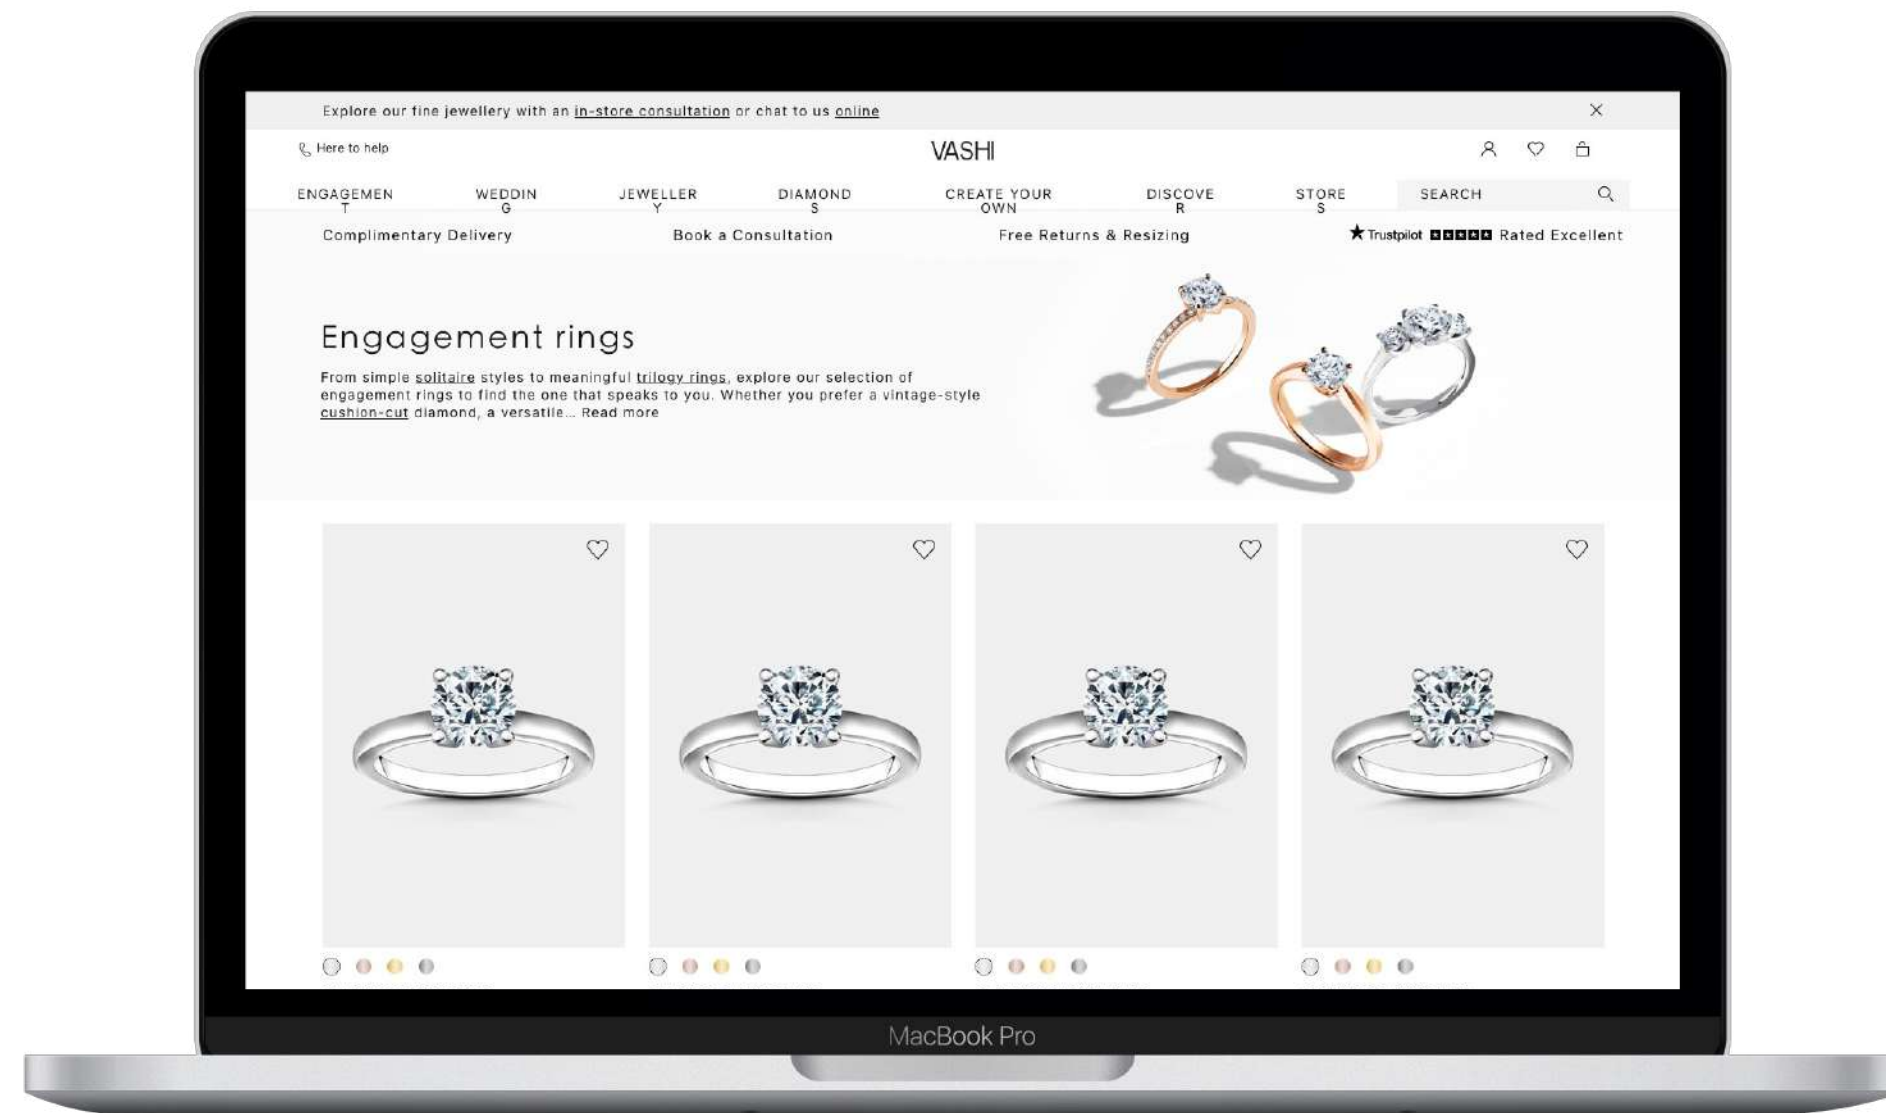 Explore our fine jewellery with an in-store consultation or chat to us online
Here to help
VASHI
ENGAGEMEN
T
WEDDIN
G
JEWELLER
Y
DIAMOND
S
CREATE YOUR
OWN
DISCOVE
R
STORE
S
SEARCH
Complimentary Delivery
Book a Consultation
Free Returns & Resizing
Trustpilot Rated Excellent
Engagement rings
From simple solitaire styles to meaningful trilogy rings, explore our selection of
engagement rings to find the one that speaks to you. Whether you prefer a vintage-style
cushion-cut diamond, a versatile... Read more
MacBook Pro